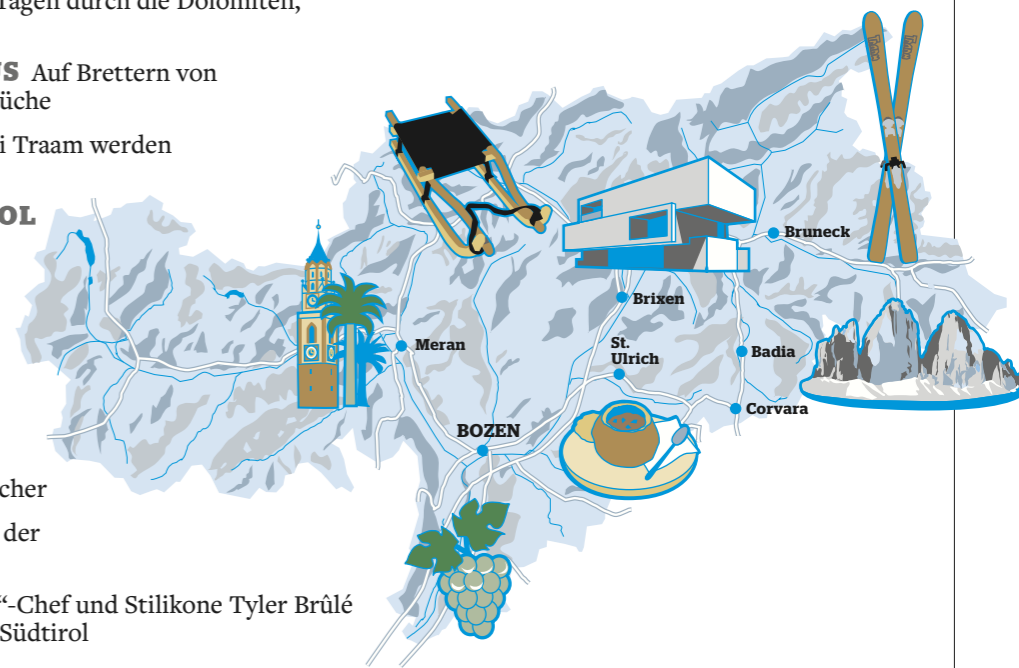 ragen durch die Dolomiten,
S Auf Brettern von
üche
i Traam werden
OL
Bruneck
Brixen
Meran
St.
Ulrich
Badia
Corvara
BOZEN
cher
der
“-Chef und Stilikone Tyler Brûlé
Südtirol